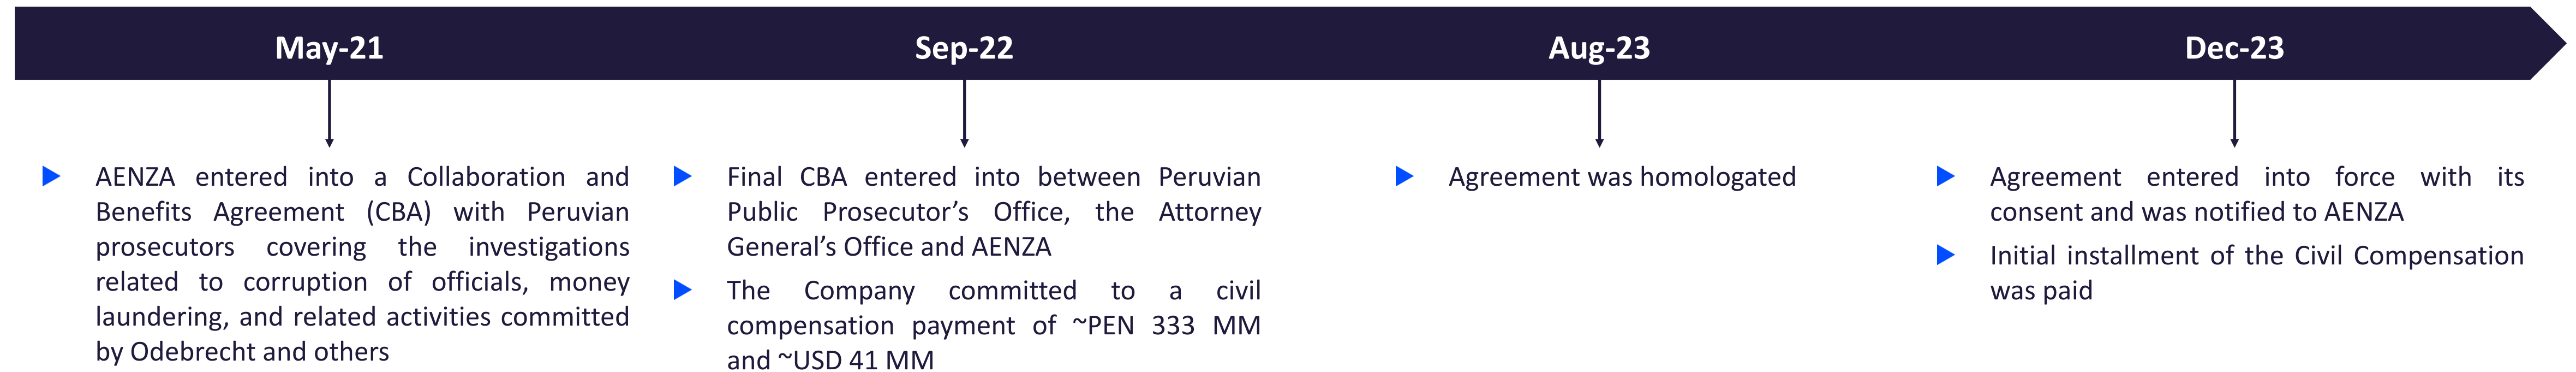 May-21
Sep-22
Aug-23
Dec-23
AENZA entered into a Collaboration and
Benefits Agreement (CBA) with Peruvian
prosecutors covering the investigations
related to corruption of officials, money
laundering, and related activities committed
by Odebrecht and others
Final CBA entered into between Peruvian
Public Prosecutor’s Office, the Attorney
General’s Office and AENZA
The Company committed to a civil
compensation payment of ~PEN 333 MM
and ~USD 41 MM
Agreement was homologated
Agreement entered into force with its
consent and was notified to AENZA
Initial installment of the Civil Compensation
was paid